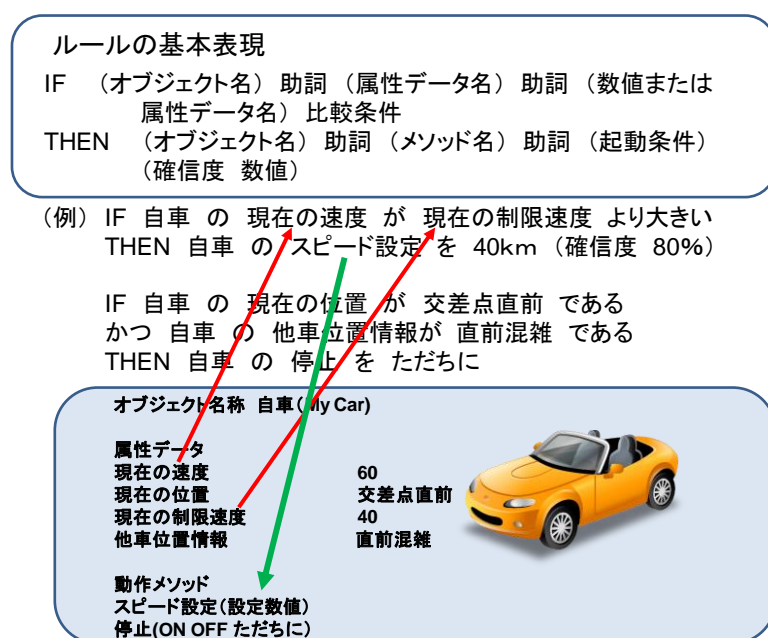 ルールの基本表現
IF （オブジェクト名） 助詞 （属性データ名） 助詞 （数値または
属性データ名） 比較条件
THEN （オブジェクト名） 助詞 （メソッド名） 助詞 （起動条件）
（確信度 数値）
（例） IF 自車 の 現在の速度 が 現在の制限速度 より大きい
THEN 自車 の スピード設定 を 40km （確信度 80%）
IF 自車 の 現在の位置 が 交差点直前 である
かつ 自車 の 他車位置情報が 直前混雑 である
THEN 自車 の 停止 を ただちに
オブジェクト名称 自車（My Car)
属性データ
現在の速度 60
現在の位置 交差点直前
現在の制限速度 40
他車位置情報 直前混雑
動作メソッド
スピード設定（設定数値）
停止(ON OFF ただちに）